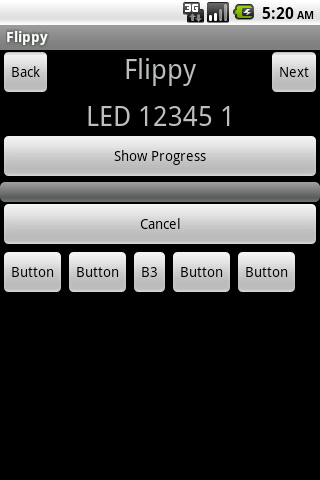 3G 5:20 AM
Flippy
Back Flippy Next
LED 12345 1
Show Progress
Cancel
Button Button B3 Button Button